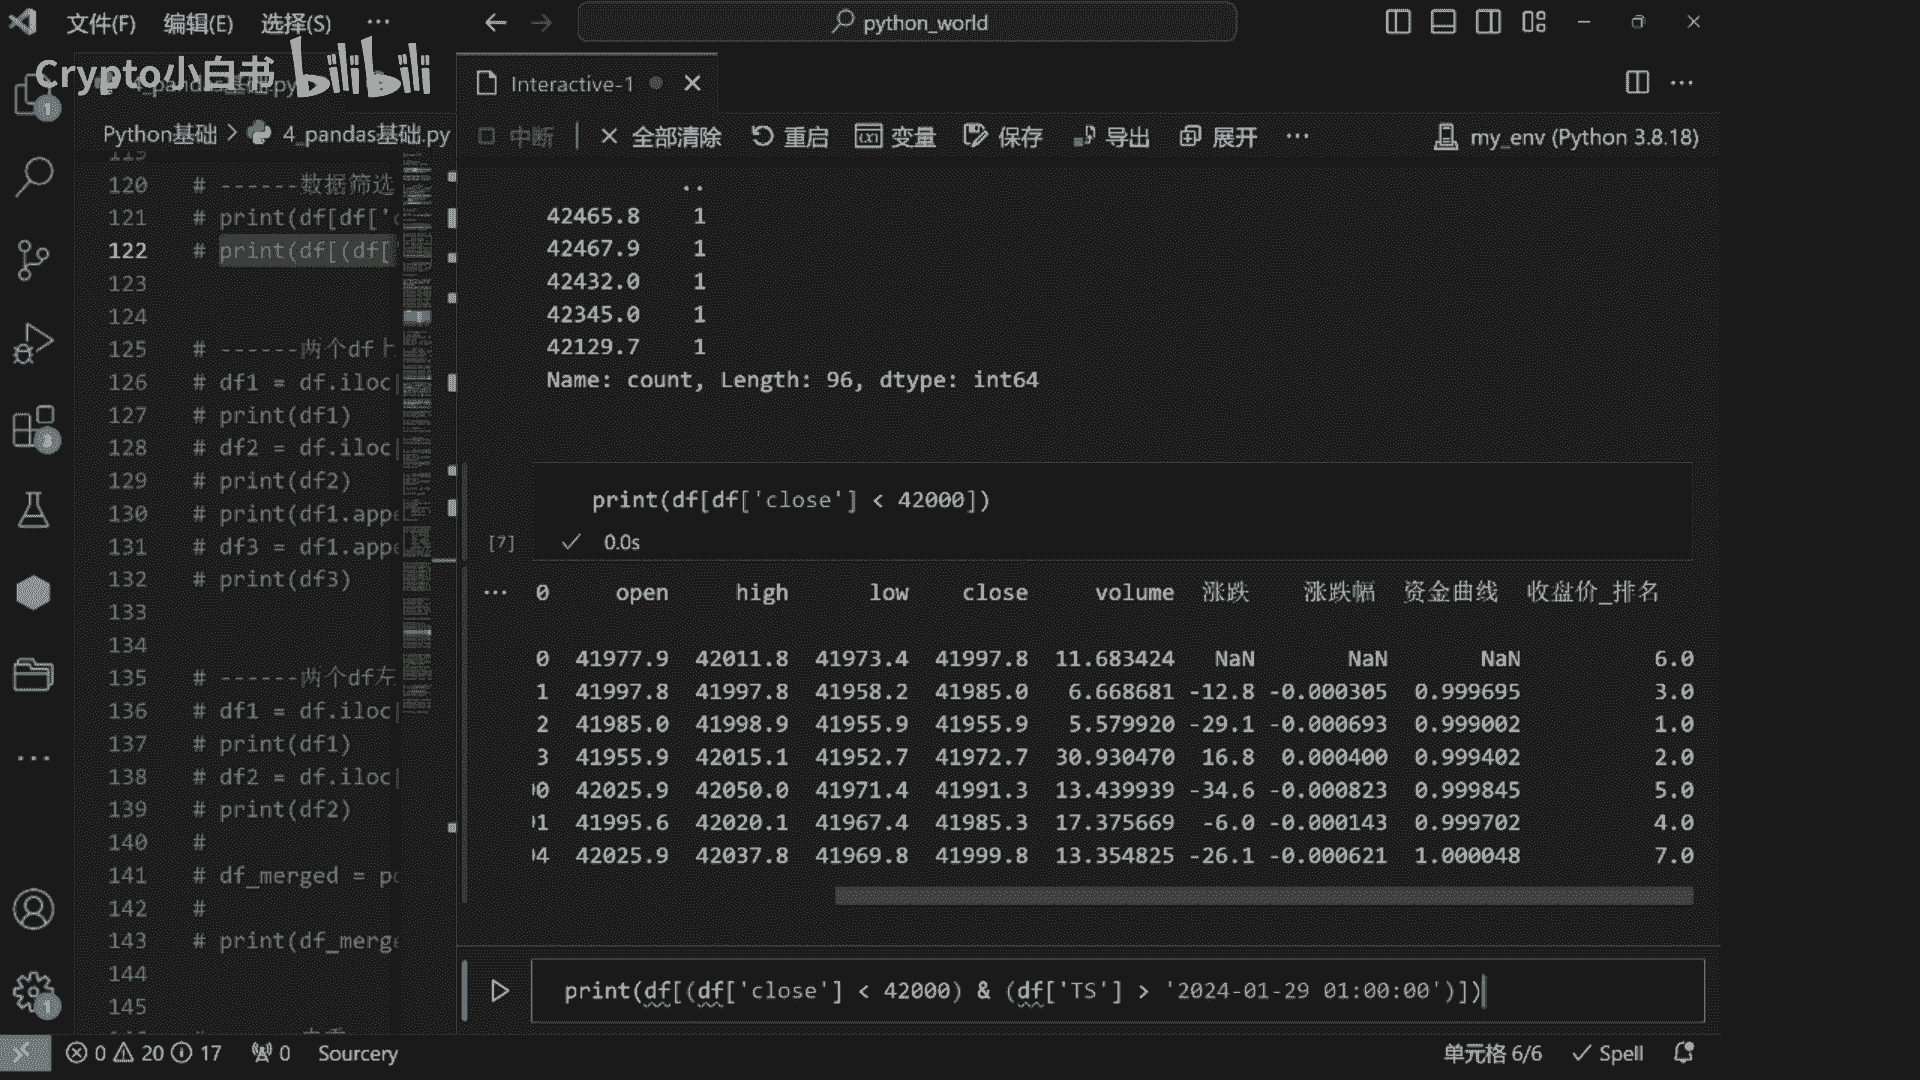 文件(F) 编辑(E) 选择(S) ··· python_world
Crypto小白书 bilibili
Interactive-1
Python基础 > 4_pandas基础.py
中断 全部清除 重启 变量 保存 导出 展开 ··· my_env (Python 3.8.18)
119
120 # ------数据筛选
121 # print(df[df['c
122 # print(df[(df[
123
124
125 # ------两个df上
126 # df1 = df.iloc[
127 # print(df1)
128 # df2 = df.iloc[
129 # print(df2)
130 # print(df1.appe
131 # df3 = df1.appe
132 # print(df3)
133
134
135 # ------两个df左
136 # df1 = df.iloc[
137 # print(df1)
138 # df2 = df.iloc[
139 # print(df2)
140 #
141 # df_merged = p
142 #
143 # print(df_merge
144
145
..
42465.8 1
42467.9 1
42432.0 1
42345.0 1
42129.7 1
Name: count, Length: 96, dtype: int64
print(df[df['close'] < 42000])
[7] 0.0s
··· 0 open high low close volume 涨跌 涨跌幅 资金曲线 收盘价_排名
0 41977.9 42011.8 41973.4 41997.8 11.683424 NaN NaN NaN 6.0
1 41997.8 41997.8 41958.2 41985.0 6.668681 -12.8 -0.000305 0.999695 3.0
2 41985.0 41998.9 41955.9 41955.9 5.579920 -29.1 -0.000693 0.999002 1.0
3 41955.9 42015.1 41952.7 41972.7 30.930470 16.8 0.000400 0.999402 2.0
0 42025.9 42050.0 41971.4 41991.3 13.439939 -34.6 -0.000823 0.999845 5.0
1 41995.6 42020.1 41967.4 41985.3 17.375669 -6.0 -0.000143 0.999702 4.0
4 42025.9 42037.8 41969.8 41999.8 13.354825 -26.1 -0.000621 1.000048 7.0
print(df[(df['close'] < 42000) & (df['TS'] > '2024-01-29 01:00:00')])
0 20 17 0 Sourcery 单元格 6/6 Spell